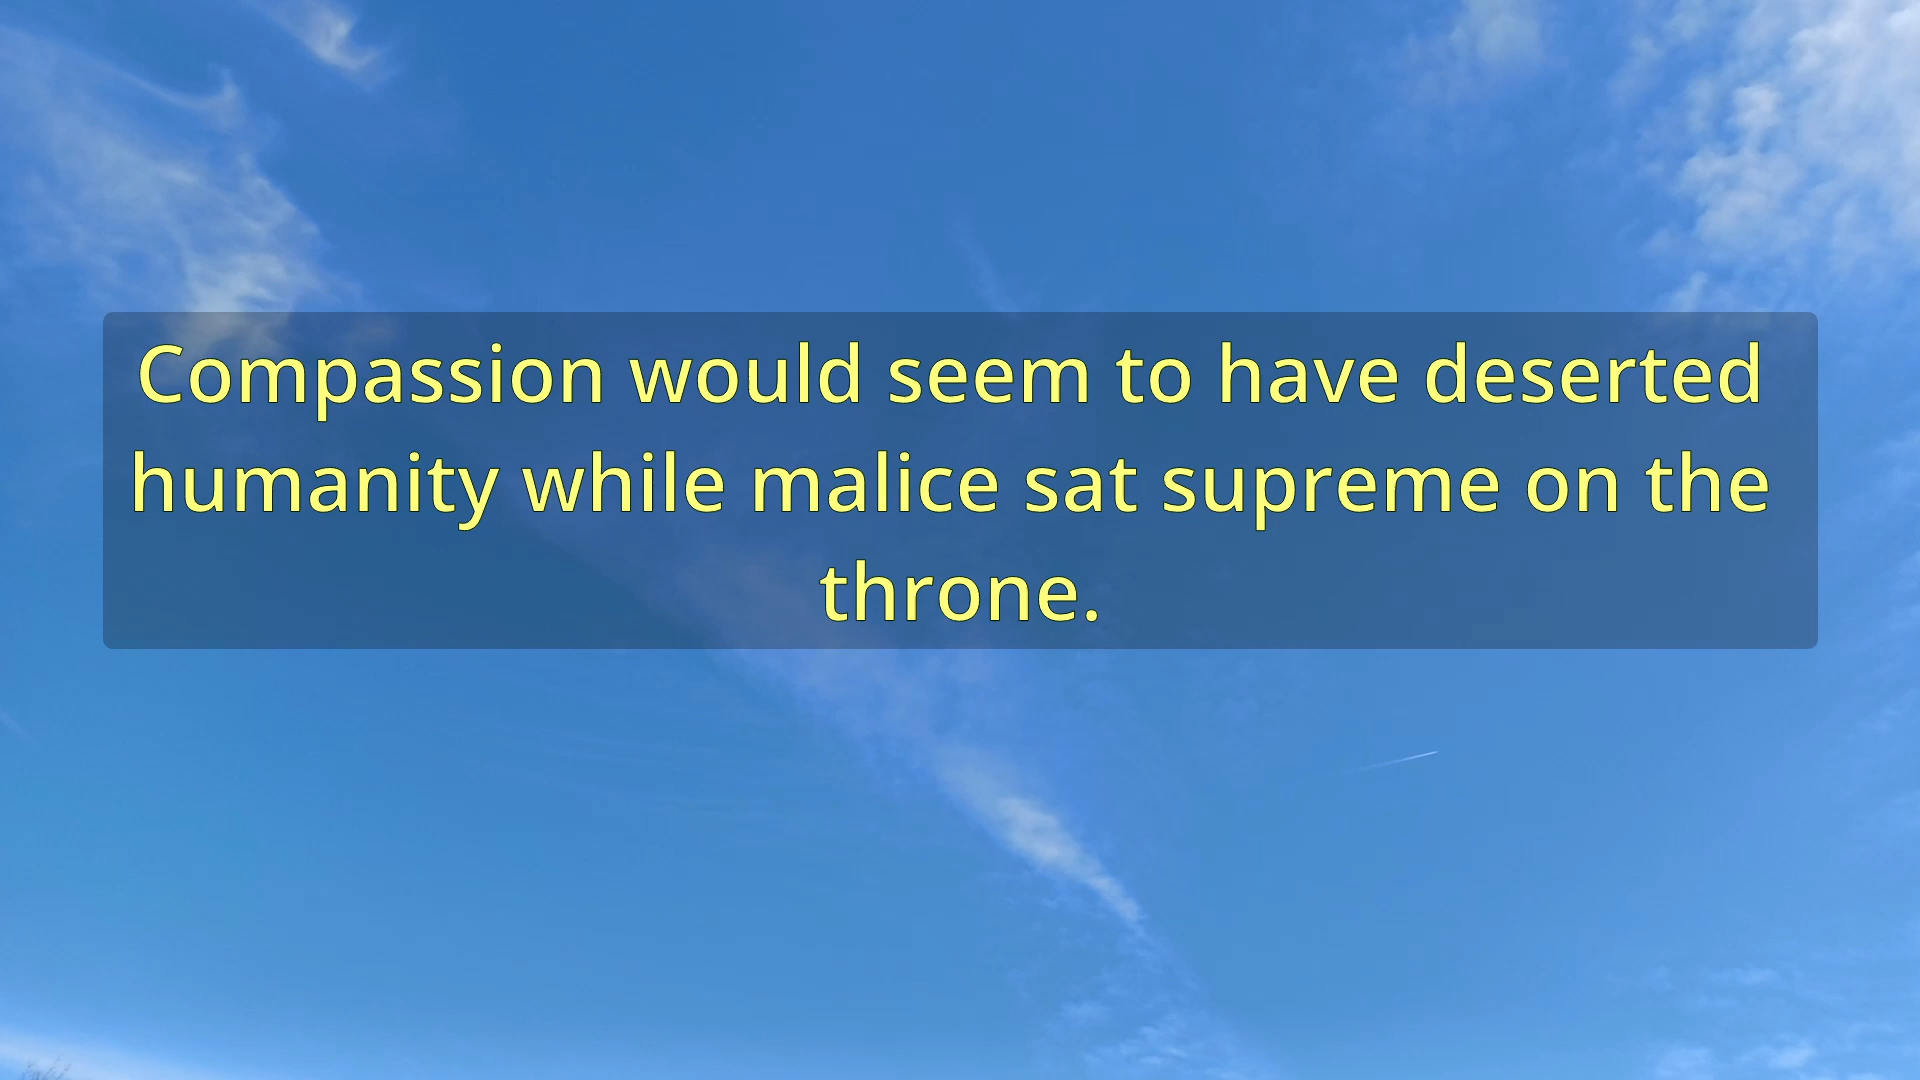 Compassion would seem to have deserted
humanity while malice sat supreme on the
throne.